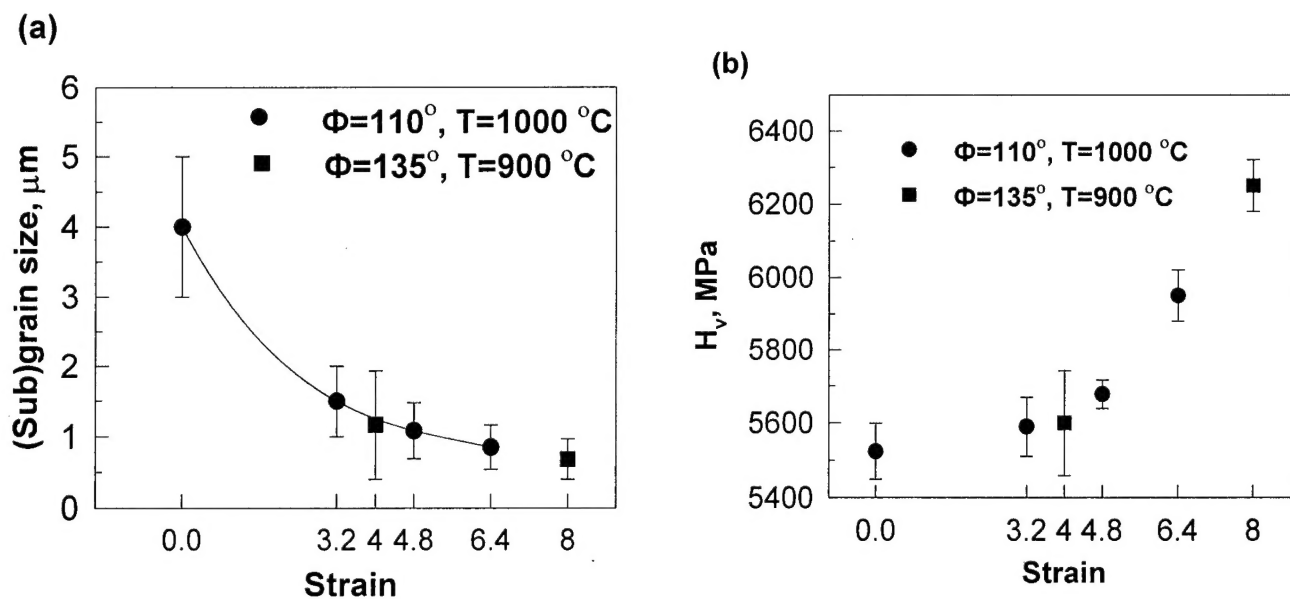 (a)
(Sub)grain size, μm
6
5
4
3
2
1
0
Φ=110°, T=1000 °C
Φ=135°, T=900 °C
0.0 3.2 4 4.8 6.4 8
Strain
(b)
Hv, MPa
6400
6200
6000
5800
5600
5400
Φ=110°, T=1000 °C
Φ=135°, T=900 °C
0.0 3.2 4 4.8 6.4 8
Strain